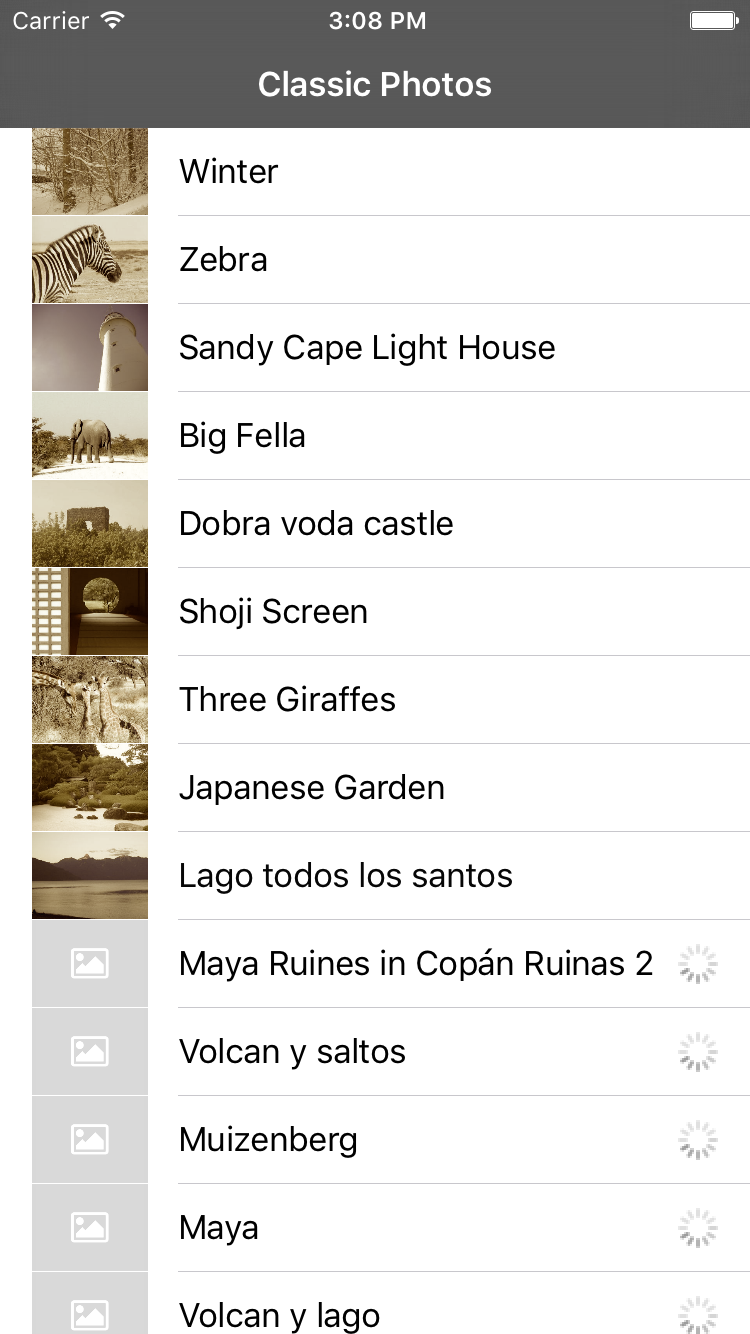 Carrier 3:08 PM
Classic Photos
Winter
Zebra
Sandy Cape Light House
Big Fella
Dobra voda castle
Shoji Screen
Three Giraffes
Japanese Garden
Lago todos los santos
Maya Ruines in Copán Ruinas 2
Volcan y saltos
Muizenberg
Maya
Volcan y lago